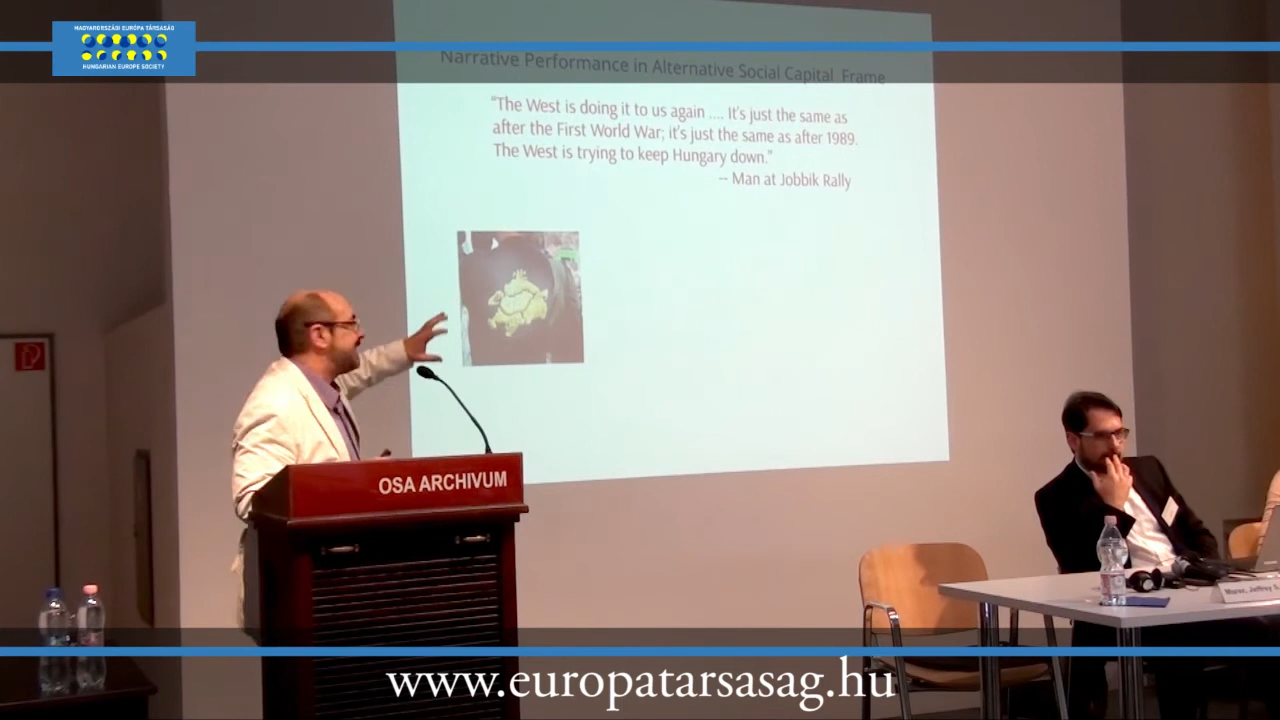 MAGYARORSZÁGI EURÓPA TÁRSASÁG
HUNGARIAN EUROPE SOCIETY
Narrative Performance in Alternative Social Capital Frame
"The West is doing it to us again .... It's just the same as
after the First World War; it's just the same as after 1989.
The West is trying to keep Hungary down."
-- Man at Jobbik Rally
OSA ARCHIVUM
Jeffrey S.
www.europatarsasag.hu